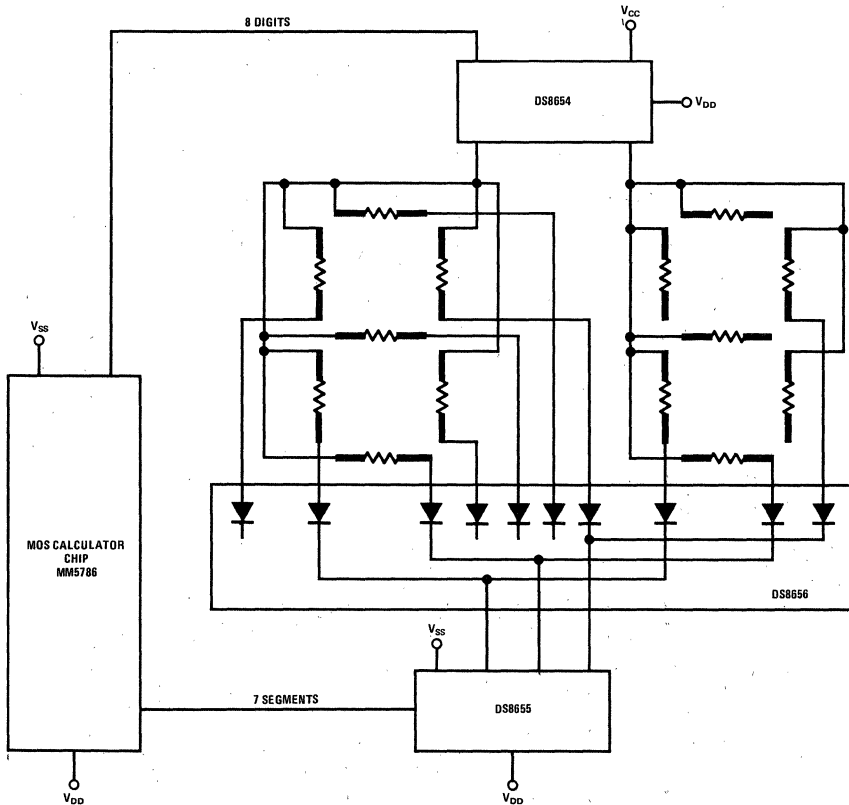 8 DIGITS
VCC
DS8654
VDD
VSS
MOS CALCULATOR
CHIP
MM5786
DS8656
VSS
7 SEGMENTS
DS8655
VDD
VDD